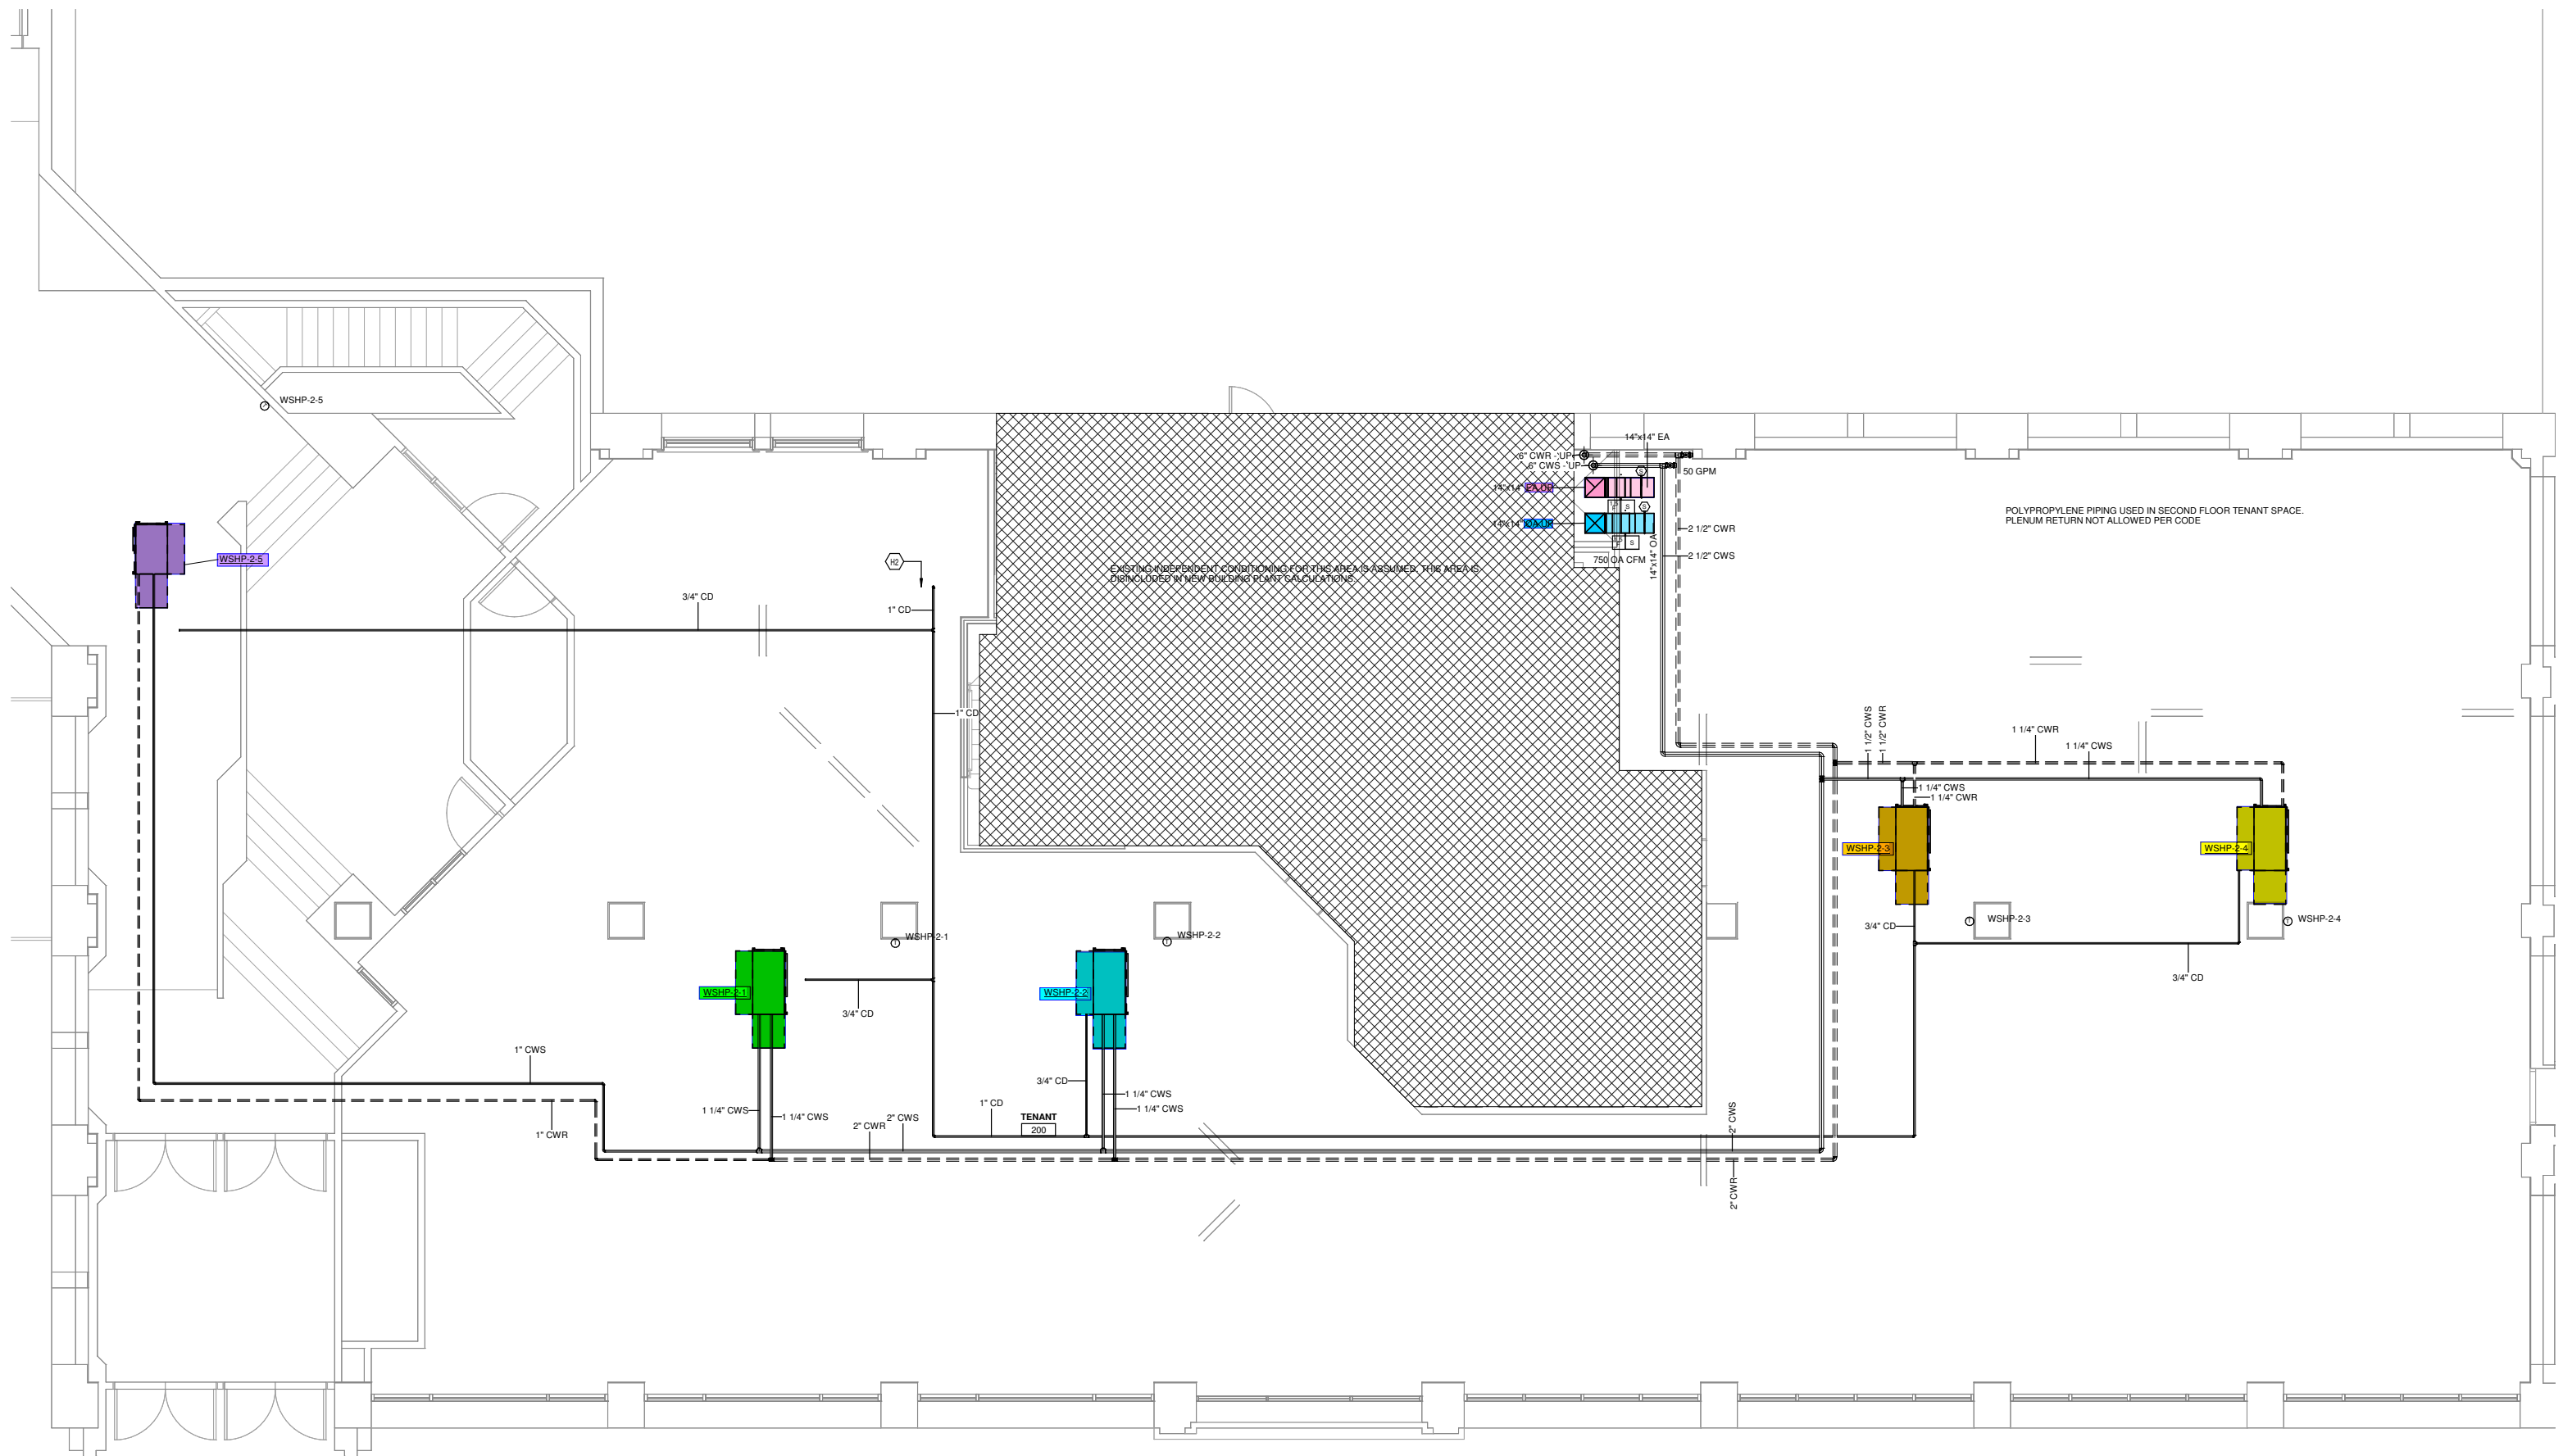 WSHP-2-5
14"x14" EA
6" CWR - UP
6" CWS - UP
50 GPM
14"x14" EA UP
S
S
14"x14" OA UP
S
S
2 1/2" CWR
2 1/2" CWS
14"x14" OA
750 OA CFM
POLYPROPYLENE PIPING USED IN SECOND FLOOR TENANT SPACE.
PLENUM RETURN NOT ALLOWED PER CODE
WSHP-2-5
H2
EXISTING INDEPENDENT CONDITIONING FOR THIS AREA IS ASSUMED. THIS AREA IS
DISINCLUDED IN NEW BUILDING PLANT CALCULATIONS.
3/4" CD
1" CD
1" CD
1 1/2" CWS
1 1/2" CWR
1 1/4" CWR
1 1/4" CWS
1 1/4" CWS
1 1/4" CWR
WSHP-2-3
WSHP-2-4
WSHP-2-1
WSHP-2-2
3/4" CD
T
WSHP-2-3
T
WSHP-2-4
T
T
WSHP-2-1
WSHP-2-2
3/4" CD
3/4" CD
1" CWS
3/4" CD
1 1/4" CWS
1 1/4" CWS
1 1/4" CWS
1 1/4" CWS
1" CD
TENANT
200
2" CWR
2" CWS
1" CWR
2" CWS
2" CWR